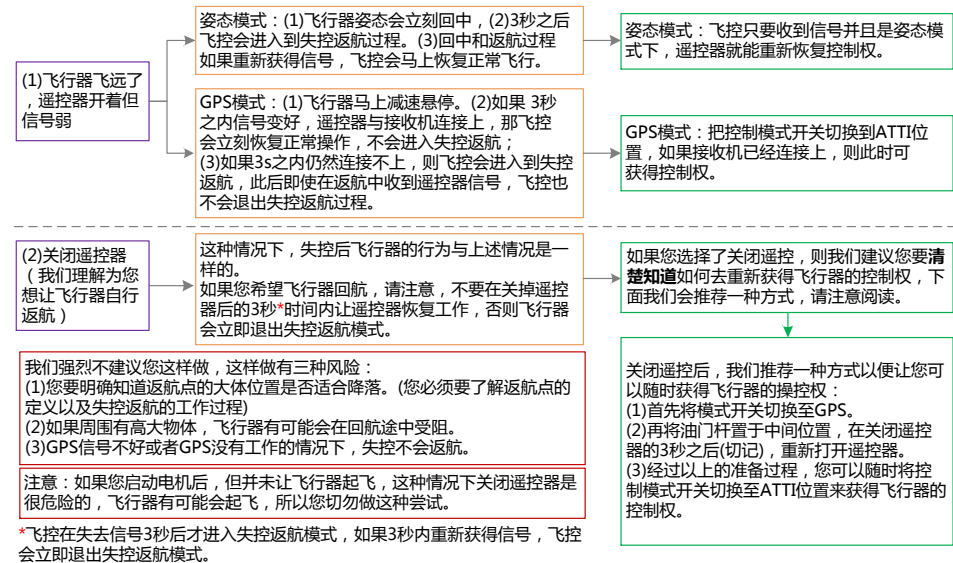 (1)飞行器飞远了
，遥控器开着但
信号弱
姿态模式：(1)飞行器姿态会立刻回中，(2)3秒之后
飞控会进入到失控返航过程。(3)回中和返航过程
如果重新获得信号，飞控会马上恢复正常飞行。
姿态模式：飞控只要收到信号并且是姿态模
式下，遥控器就能重新恢复控制权。
GPS模式：(1)飞行器马上减速悬停。(2)如果 3秒
之内信号变好，遥控器与接收机连接上，那飞控
会立刻恢复正常操作，不会进入失控返航；
(3)如果3s之内仍然连接不上，则飞控会进入到失控
返航，此后即使在返航中收到遥控器信号，飞控也
不会退出失控返航过程。
GPS模式：把控制模式开关切换到ATTI位
置，如果接收机已经连接上，则此时可
获得控制权。
(2)关闭遥控器
（我们理解为您
想让飞行器自行
返航）
这种情况下，失控后飞行器的行为与上述情况是一
样的。
如果您希望飞行器回航，请注意，不要在关掉遥控
器后的3秒*时间内让遥控器恢复工作，否则飞行器
会立即退出失控返航模式。
如果您选择了关闭遥控，则我们建议您要清
楚知道如何去重新获得飞行器的控制权，下
面我们会推荐一种方式，请注意阅读。
我们强烈不建议您这样做，这样做有三种风险：
(1)您要明确知道返航点的大体位置是否适合降落。(您必须要了解返航点的
定义以及失控返航的工作过程)
(2)如果周围有高大物体，飞行器有可能会在回航途中受阻。
(3)GPS信号不好或者GPS没有工作的情况下，失控不会返航。
注意：如果您启动电机后，但并未让飞行器起飞，这种情况下关闭遥控器是
很危险的，飞行器有可能会起飞，所以您切勿做这种尝试。
*飞控在失去信号3秒后才进入失控返航模式，如果3秒内重新获得信号，飞控
会立即退出失控返航模式。
关闭遥控后，我们推荐一种方式以便让您可
以随时获得飞行器的操控权：
(1)首先将模式开关切换至GPS。
(2)再将油门杆置于中间位置，在关闭遥控
器的3秒之后(切记)，重新打开遥控器。
(3)经过以上的准备过程，您可以随时将控
制模式开关切换至ATTI位置来获得飞行器的
控制权。